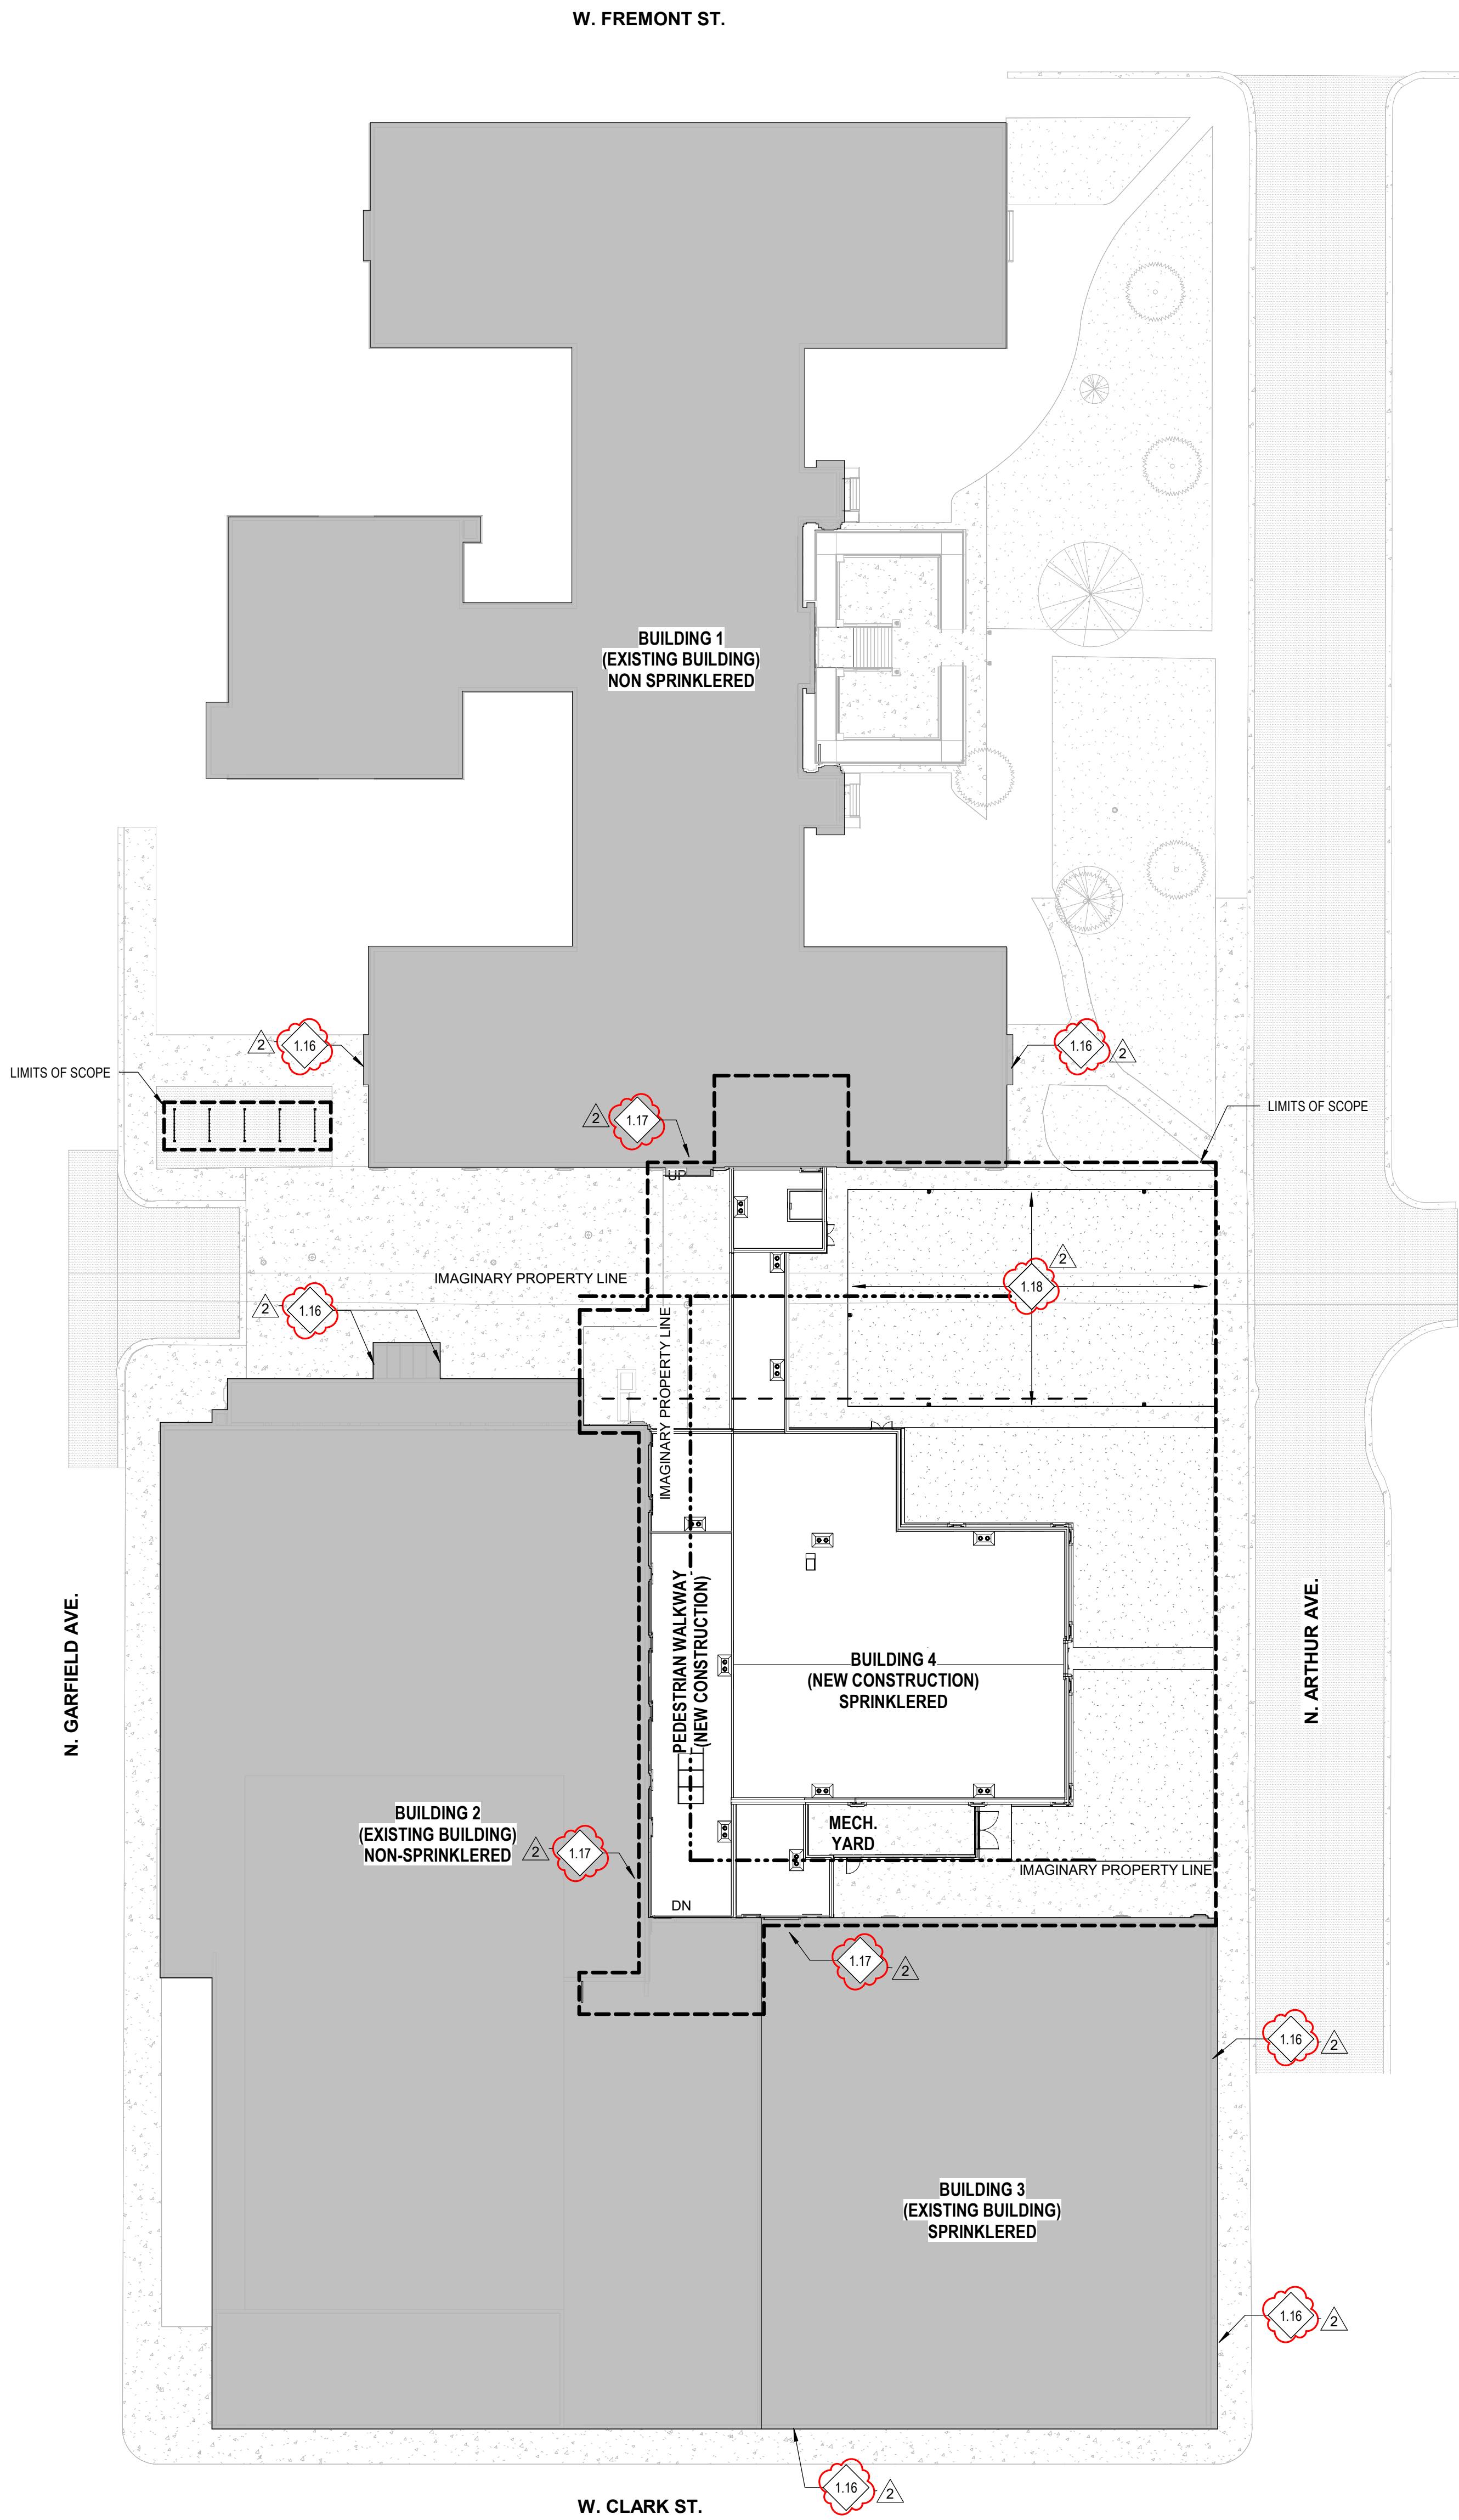 W. FREMONT ST.
BUILDING 1
(EXISTING BUILDING)
NON SPRINKLERED
2
1.16
1.16
2
LIMITS OF SCOPE
2
1.17
LIMITS OF SCOPE
UP
2
1.18
IMAGINARY PROPERTY LINE
2
1.16
IMAGINARY PROPERTY LINE
N. GARFIELD AVE.
PEDESTRIAN WALKWAY
(NEW CONSTRUCTION)
BUILDING 4
(NEW CONSTRUCTION)
SPRINKLERED
N. ARTHUR AVE.
BUILDING 2
(EXISTING BUILDING)
NON-SPRINKLERED
2
1.17
MECH.
YARD
IMAGINARY PROPERTY LINE
DN
1.17
2
1.16
2
BUILDING 3
(EXISTING BUILDING)
SPRINKLERED
1.16
2
1.16
2
W. CLARK ST.